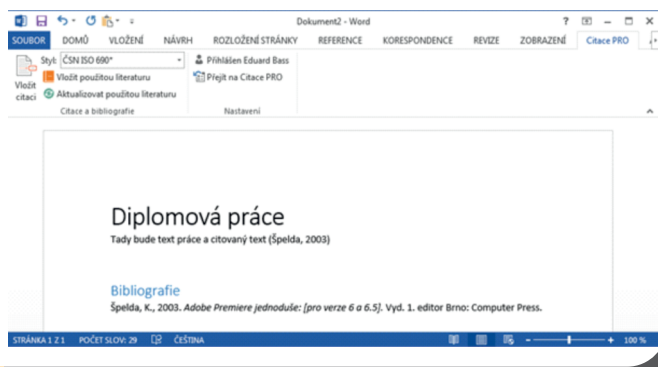 Dokument2 - Word
SOUBOR DOMŮ VLOŽENÍ NÁVRH ROZLOŽENÍ STRÁNKY REFERENCE KORESPONDENCE REVIZE ZOBRAZENÍ Citace PRO
Vložit citaci
Styl: ČSN ISO 690*
Vložit použitou literaturu
Aktualizovat použitou literaturu
Citace a bibliografie
Přihlášen Eduard Bass
Přejít na Citace PRO
Nastavení
Diplomová práce
Tady bude text práce a citovaný text (Špelda, 2003)
Bibliografie
Špelda, K., 2003. Adobe Premiere jednoduše: [pro verze 6 a 6.5]. Vyd. 1. editor Brno: Computer Press.
STRÁNKA 1 Z 1 POČET SLOV: 29 ČEŠTINA 100 %